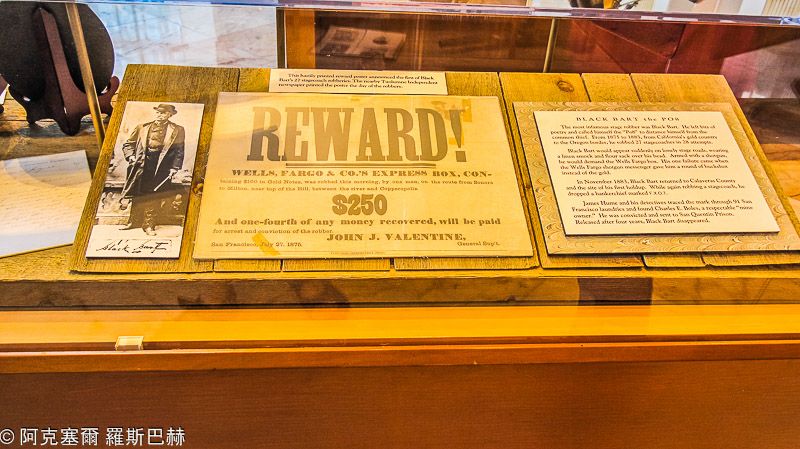 This hastily printed reward poster announced the first of Black
Bart's 27 stagecoach robberies. The nearby Tuolumne Independent
newspaper printed the poster the day of the robbery.
REWARD!
WELLS, FARGO & CO.'S EXPRESS BOX, CON-
taining $160 in Gold Notes, was robbed this morning, by one man, on the route from Sonora
to Milton, near top of the Hill, between the river and Copperopolis.
$250
And one-fourth of any money recovered, will be paid
for arrest and conviction of the robber.
JOHN J. VALENTINE,
San Francisco, July 27, 1875.
General Sup't.
Black Bart
BLACK BART the PO8
The most infamous stage robber was Black Bart. He left bits of
poetry and called himself the "Po8" to distance himself from the
common thief. From 1875 to 1883, from California's gold country
to the Oregon border, he robbed 27 stagecoaches in 28 attempts.
Black Bart would appear suddenly on lonely stage roads, wearing
a linen smock and flour sack over his head. Armed with a shotgun,
he would demand the Wells Fargo box. His one failure came when
the Wells Fargo shotgun messenger gave him a round of buckshot
instead of the gold.
In November 1883, Black Bart returned to Calaveras County
and the site of his first holdup. While again robbing a stagecoach, he
dropped a handkerchief marked F.X.O.7.
James Hume and his detectives traced the mark through 91 San
Francisco laundries and found Charles E. Boles, a respectable "mine
owner." He was convicted and sent to San Quentin Prison.
Released after four years, Black Bart disappeared.
© 阿克塞爾 羅斯巴赫